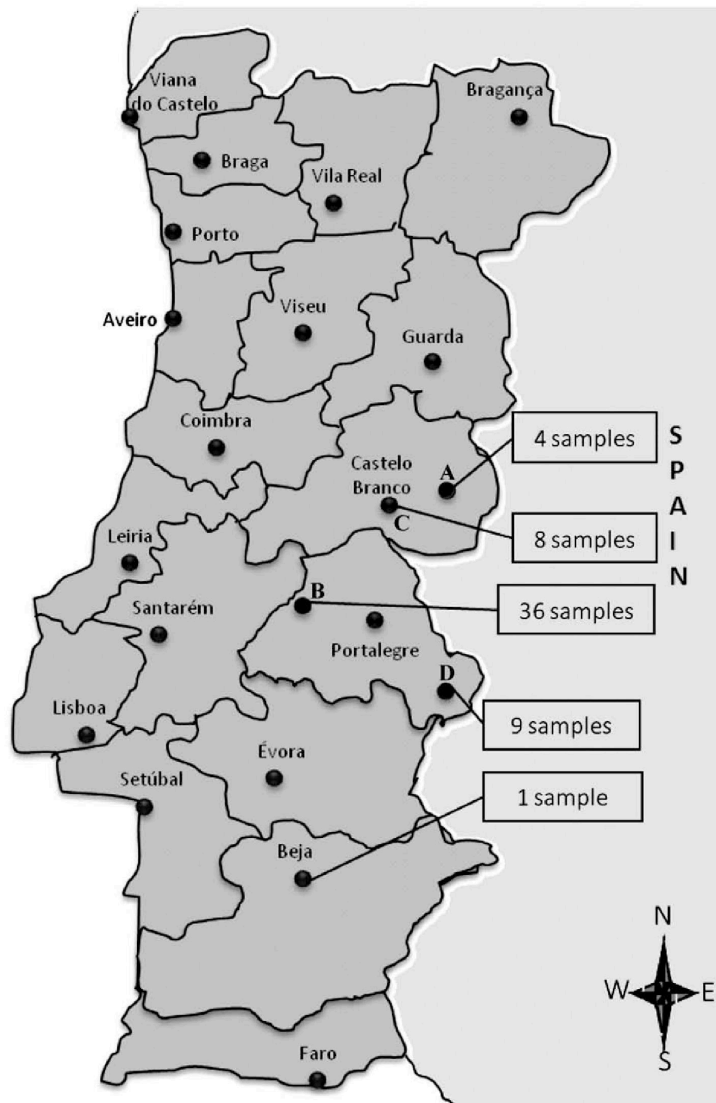 Viana
do Castelo
Bragança
Braga
Vila Real
Porto
Aveiro
Viseu
Guarda
Coimbra
4 samples
Castelo
Branco
A
C
8 samples
S
P
A
I
N
Leiria
B
36 samples
Santarém
Portalegre
D
Lisboa
9 samples
Évora
Setúbal
1 sample
Beja
N
W
E
S
Faro